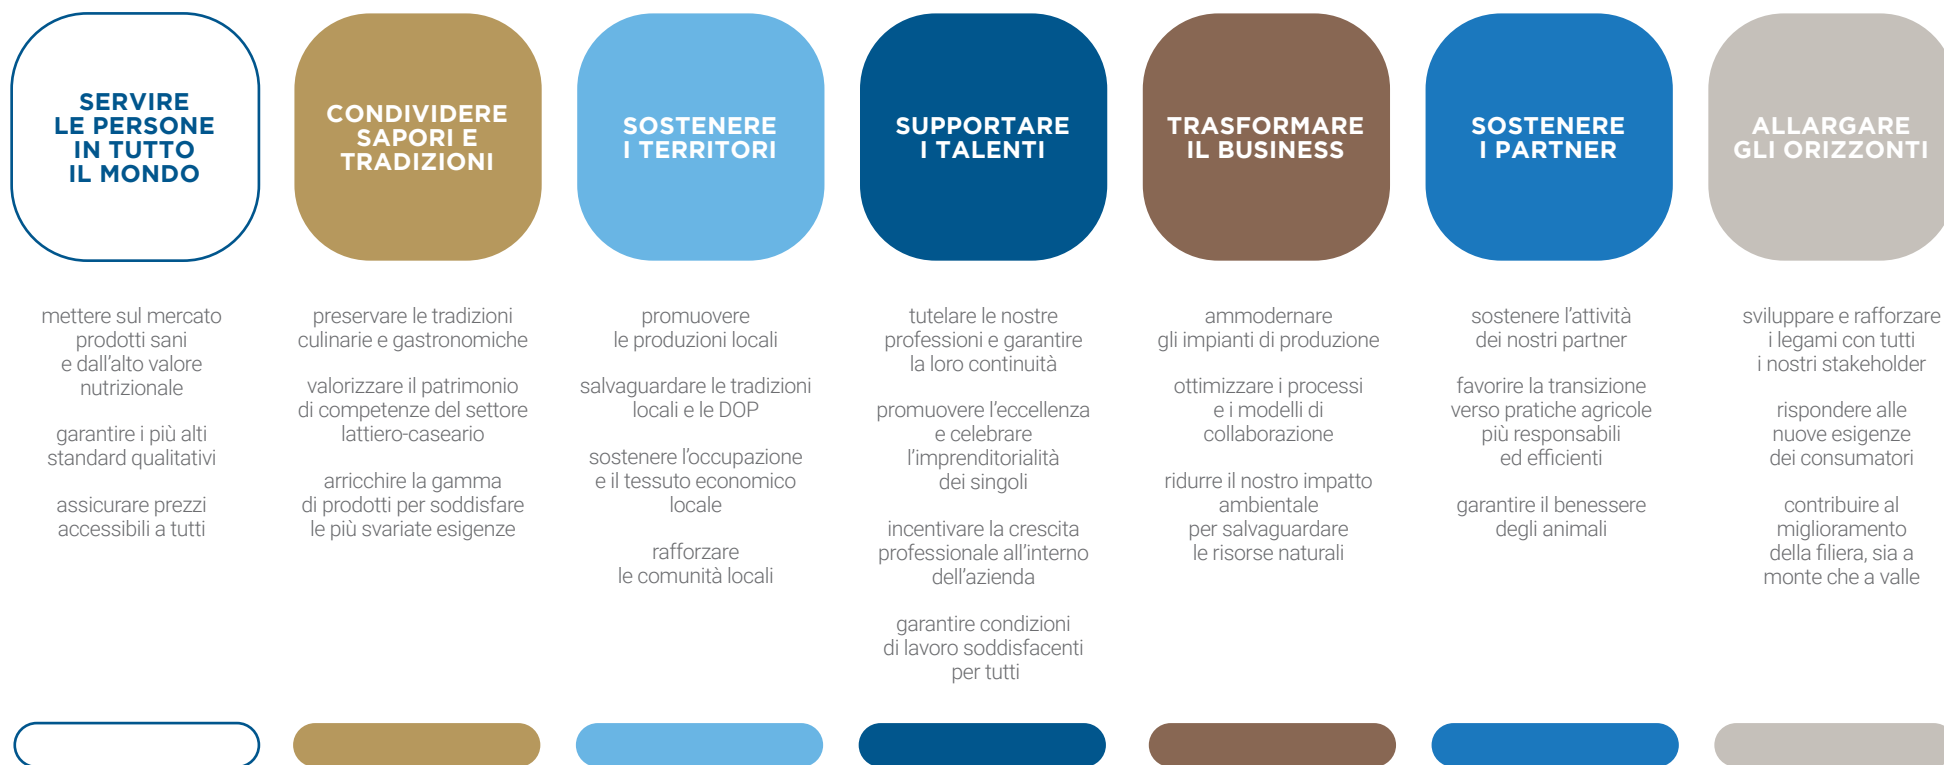 SERVIRE
LE PERSONE
IN TUTTO
IL MONDO
mettere sul mercato
prodotti sani
e dall'alto valore
nutrizionale
garantire i più alti
standard qualitativi
assicurare prezzi
accessibili a tutti
CONDIVIDERE
SAPORI E
TRADIZIONI
preservare le tradizioni
culinarie e gastronomiche
valorizzare il patrimonio
di competenze del settore
lattiero-caseario
arricchire la gamma
di prodotti per soddisfare
le più svariate esigenze
SOSTENERE
I TERRITORI
promuovere
le produzioni locali
salvaguardare le tradizioni
locali e le DOP
sostenere l'occupazione
e il tessuto economico
locale
rafforzare
le comunità locali
SUPPORTARE
I TALENTI
tutelare le nostre
professioni e garantire
la loro continuità
promuovere l'eccellenza
e celebrare
l'imprenditorialità
dei singoli
incentivare la crescita
professionale all'interno
dell'azienda
garantire condizioni
di lavoro soddisfacenti
per tutti
TRASFORMARE
IL BUSINESS
ammodernare
gli impianti di produzione
ottimizzare i processi
e i modelli di
collaborazione
ridurre il nostro impatto
ambientale
per salvaguardare
le risorse naturali
SOSTENERE
I PARTNER
sostenere l'attività
dei nostri partner
favorire la transizione
verso pratiche agricole
più responsabili
ed efficienti
garantire il benessere
degli animali
ALLARGARE
GLI ORIZZONTI
sviluppare e rafforzare
i legami con tutti
i nostri stakeholder
rispondere alle
nuove esigenze
dei consumatori
contribuire al
miglioramento
della filiera, sia a
monte che a valle